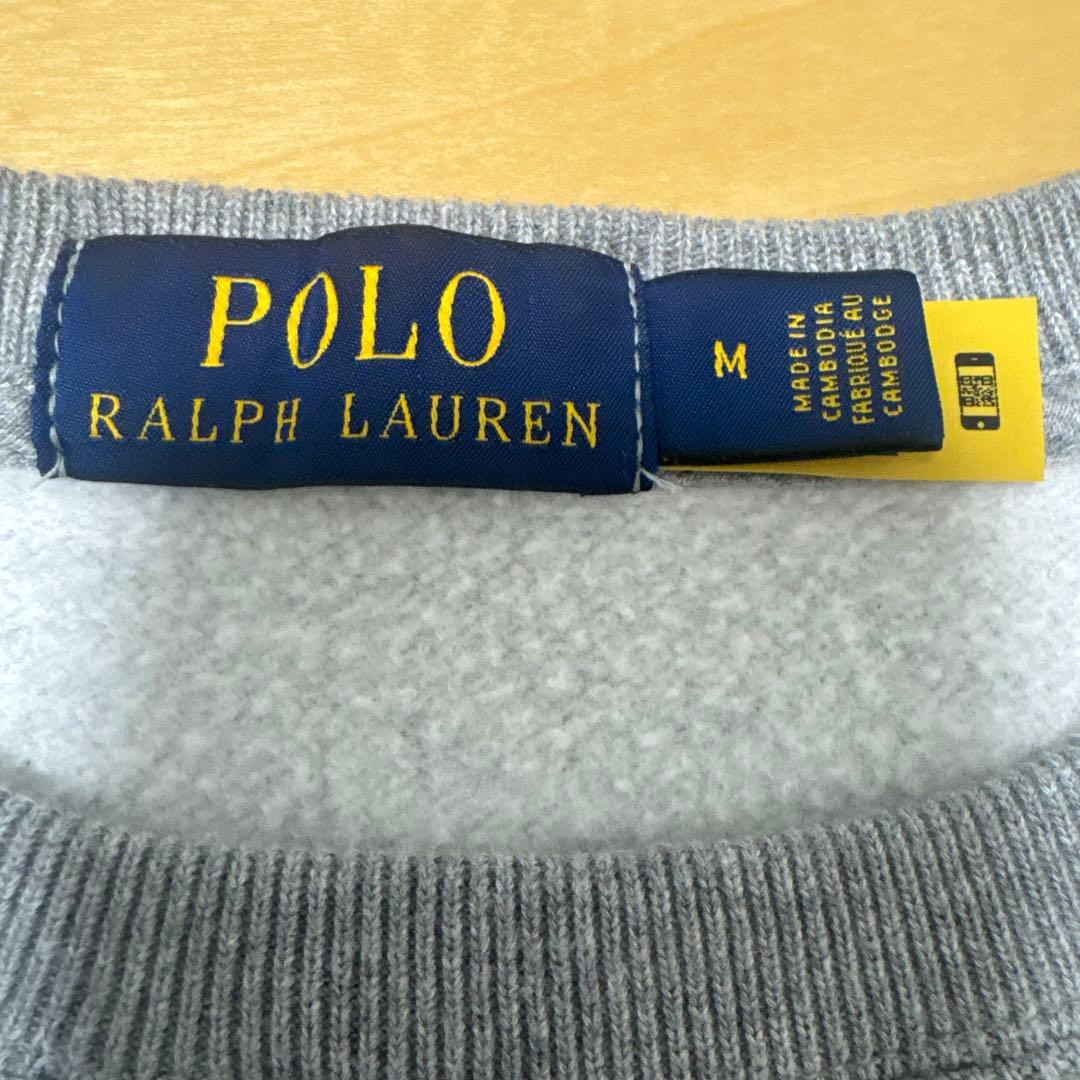 POLO
RALPH LAUREN
M
MADE IN
CAMBODIA
FABRIQUÉ AU
CAMBODGE